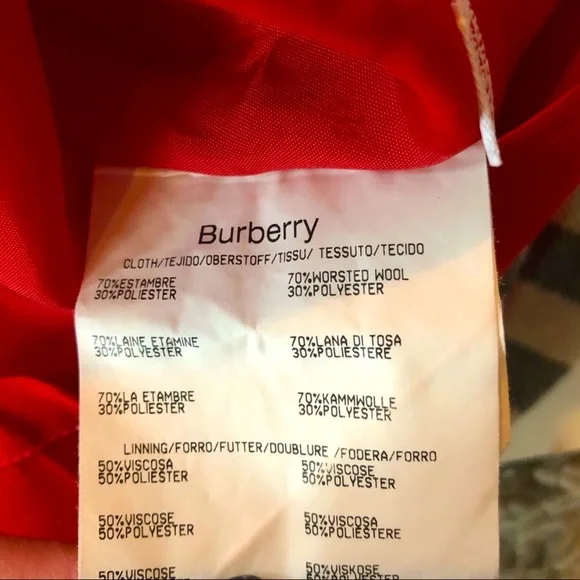 Burberry
CLOTH/TEJIDO/OBERSTOFF/TISSU/ TESSUTO/TECIDO
70%ESTAMBRE 70%WORSTED WOOL
30%POLIESTER 30%POLIESTER
70%LAINE ETAMINE 70%LANA DI TOSA
30%POLYESTER 30%POLIESTERE
70%LA ETAMBRE 70%KAMMWOLLE
30%POLIESTER 30%POLYESTER
LINNING/FORRO/FUTTER/DOUBLURE /FODERA/FORRO
50%VISCOSA 50%VISCOSE
50%POLIESTER 50%POLYESTER
50%VISCOSE 50%VISCOSA
50%POLYESTER 50%POLIESTERE
50%VISCOSE 50%VISKOSE